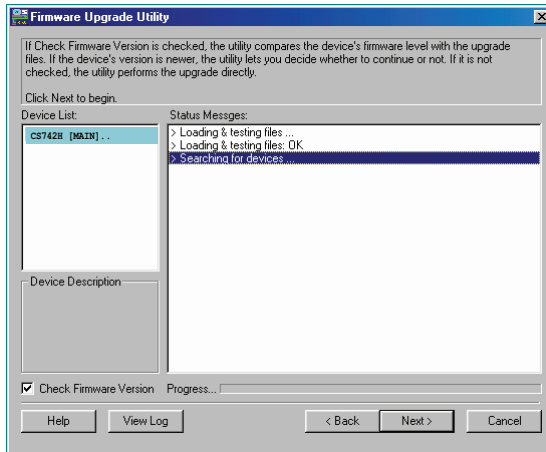 Firmware Upgrade Utility
If Check Firmware Version is checked, the utility compares the device's firmware level with the upgrade
files. If the device's version is newer, the utility lets you decide whether to continue or not. If it is not
checked, the utility performs the upgrade directly.
Click Next to begin.
Device List:
Status Messges:
CS742H [MAIN]..
> Loading & testing files ...
> Loading & testing files: OK
> Searching for devices ...
Device Description
Check Firmware Version
Progress...
Help
View Log
< Back
Next >
Cancel